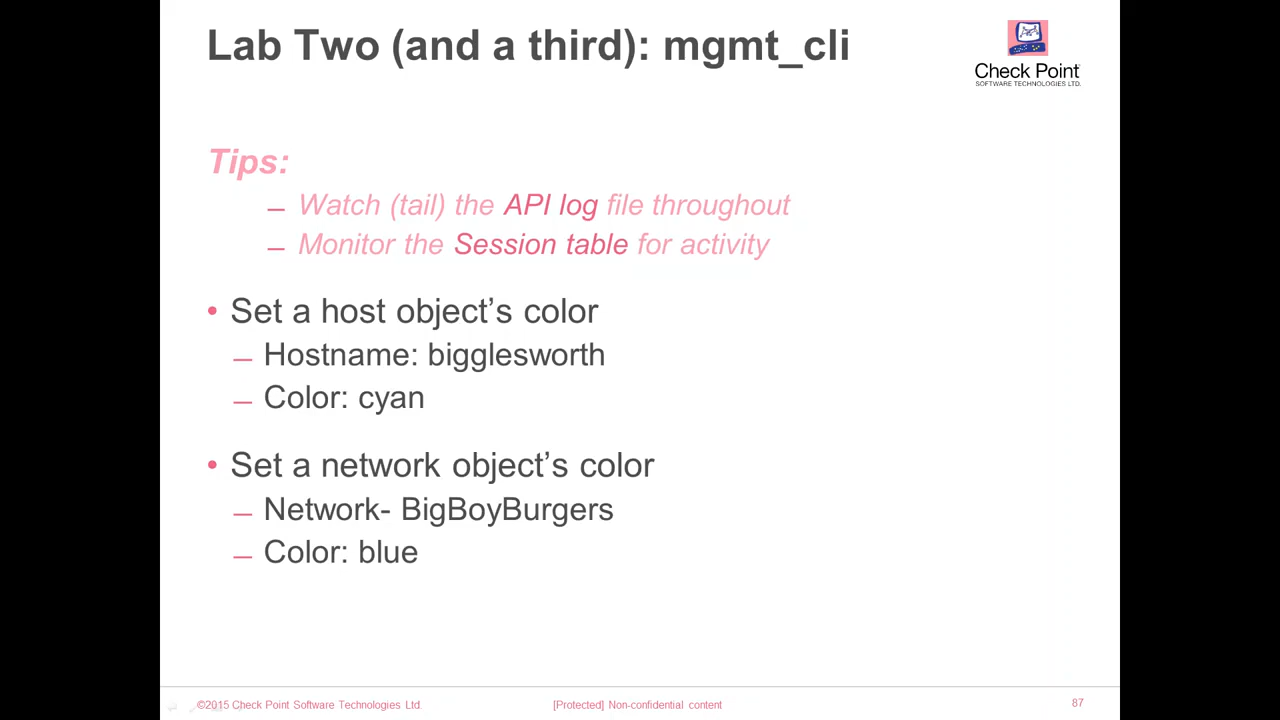 Lab Two (and a third): mgmt_cli
Check Point
SOFTWARE TECHNOLOGIES LTD.
Tips:
– Watch (tail) the API log file throughout
– Monitor the Session table for activity
• Set a host object’s color
– Hostname: bigglesworth
– Color: cyan
• Set a network object’s color
– Network- BigBoyBurgers
– Color: blue
©2015 Check Point Software Technologies Ltd.
[Protected] Non-confidential content
87